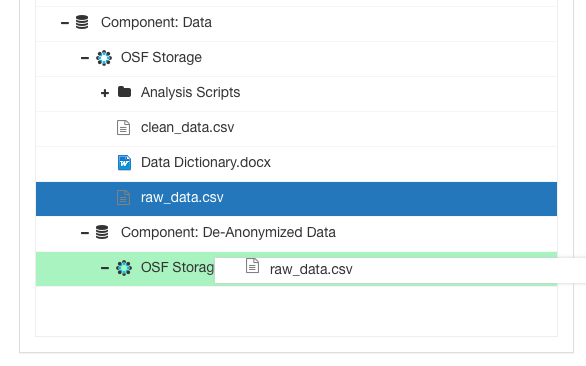 Component: Data
OSF Storage
Analysis Scripts
clean_data.csv
Data Dictionary.docx
raw_data.csv
Component: De-Anonymized Data
OSF Storag
raw_data.csv